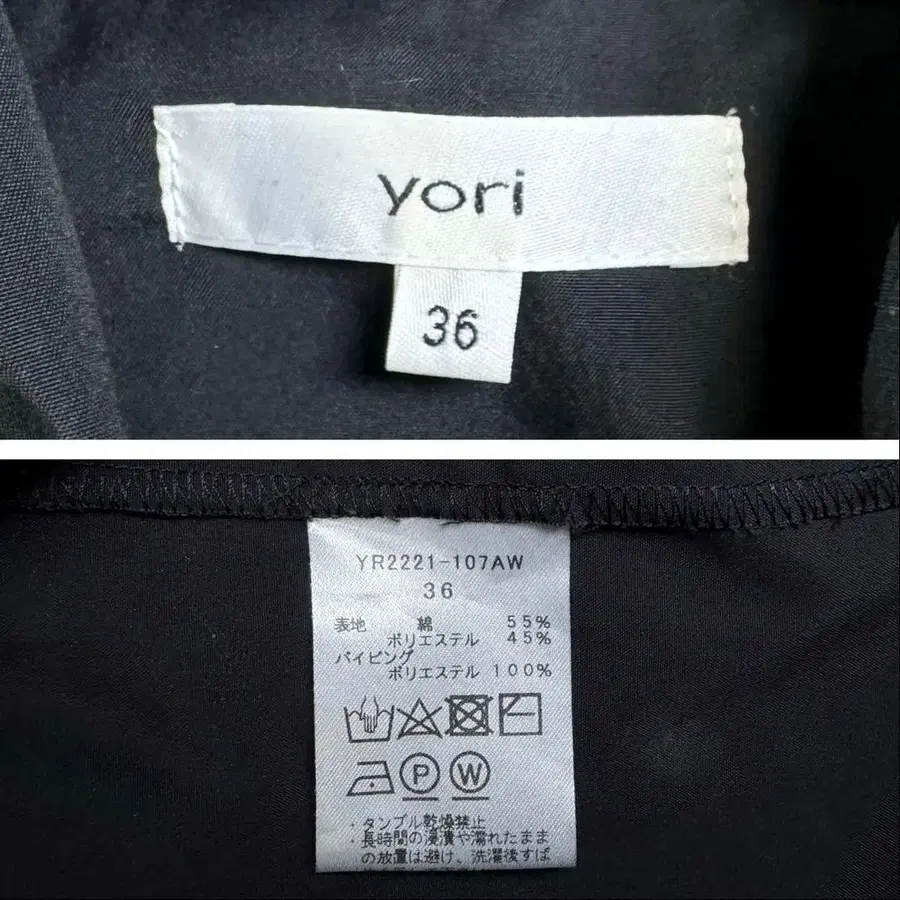 yori
36
YR2221-107AW
36
表地 綿 55%
ポリエステル 45%
パイピング
ポリエステル 100%
P W
・タンブル乾燥禁止
・長時間の浸漬や濡れたまま
の放置は避け、洗濯後すぱ